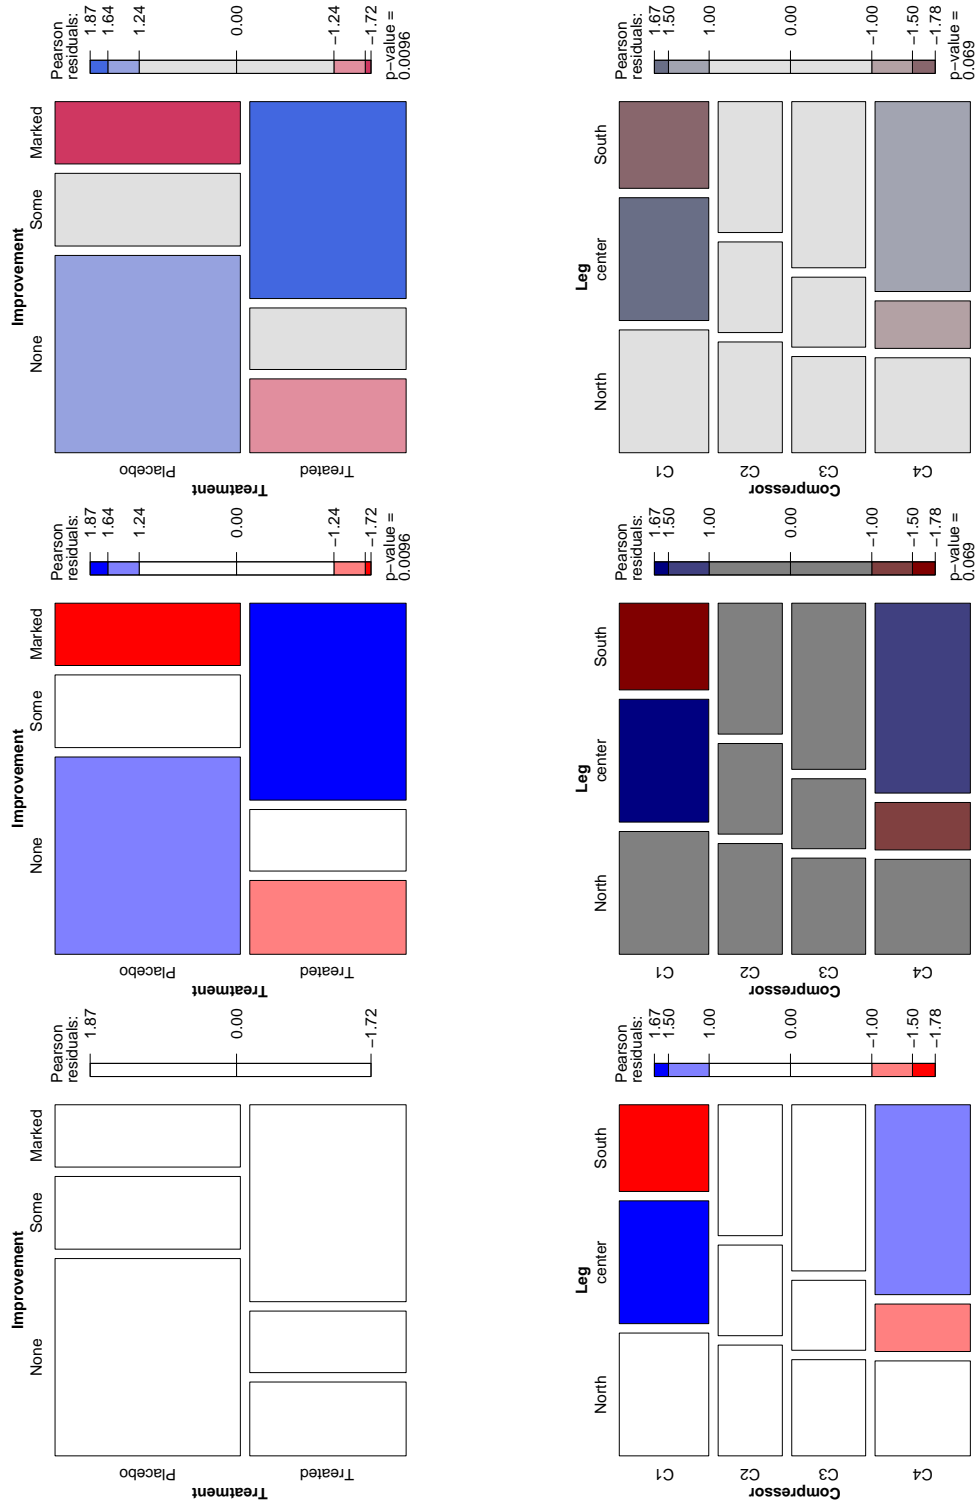 Improvement
None Some Marked
Treatment
Placebo
Treated
Pearson
residuals:
1.87
0.00
−1.72
Improvement
None Some Marked
Treatment
Placebo
Treated
Pearson
residuals:
1.87
1.64
1.24
0.00
−1.24
−1.72
p−value =
0.0096
Improvement
None Some Marked
Treatment
Placebo
Treated
Pearson
residuals:
1.87
1.64
1.24
0.00
−1.24
−1.72
p−value =
0.0096
Leg
North center South
Compressor
C1
C2
C3
C4
Pearson
residuals:
1.67
1.50
1.00
0.00
−1.00
−1.50
−1.78
Leg
North center South
Compressor
C1
C2
C3
C4
Pearson
residuals:
1.67
1.50
1.00
0.00
−1.00
−1.50
−1.78
p−value =
0.069
Leg
North center South
Compressor
C1
C2
C3
C4
Pearson
residuals:
1.67
1.50
1.00
0.00
−1.00
−1.50
−1.78
p−value =
0.069